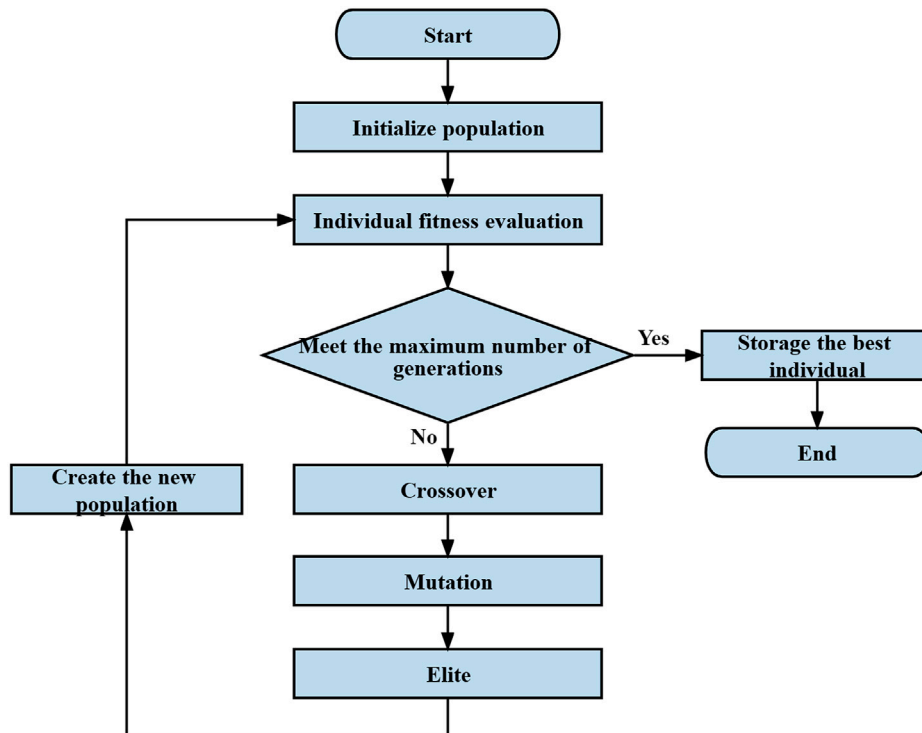 Start
Initialize population
Individual fitness evaluation
Meet the maximum number of
generations
Yes
Storage the best
individual
No
End
Create the new
population
Crossover
Mutation
Elite